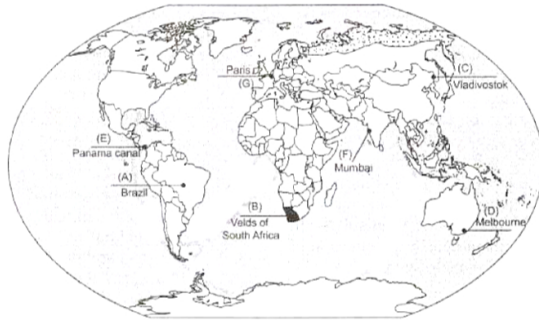 Paris
(G)
(C)
Vladivostok
(E)
Panama canal
(A)
Brazil
(F)
Mumbai
(B)
Velds of
South Africa
(D)
Melbourne